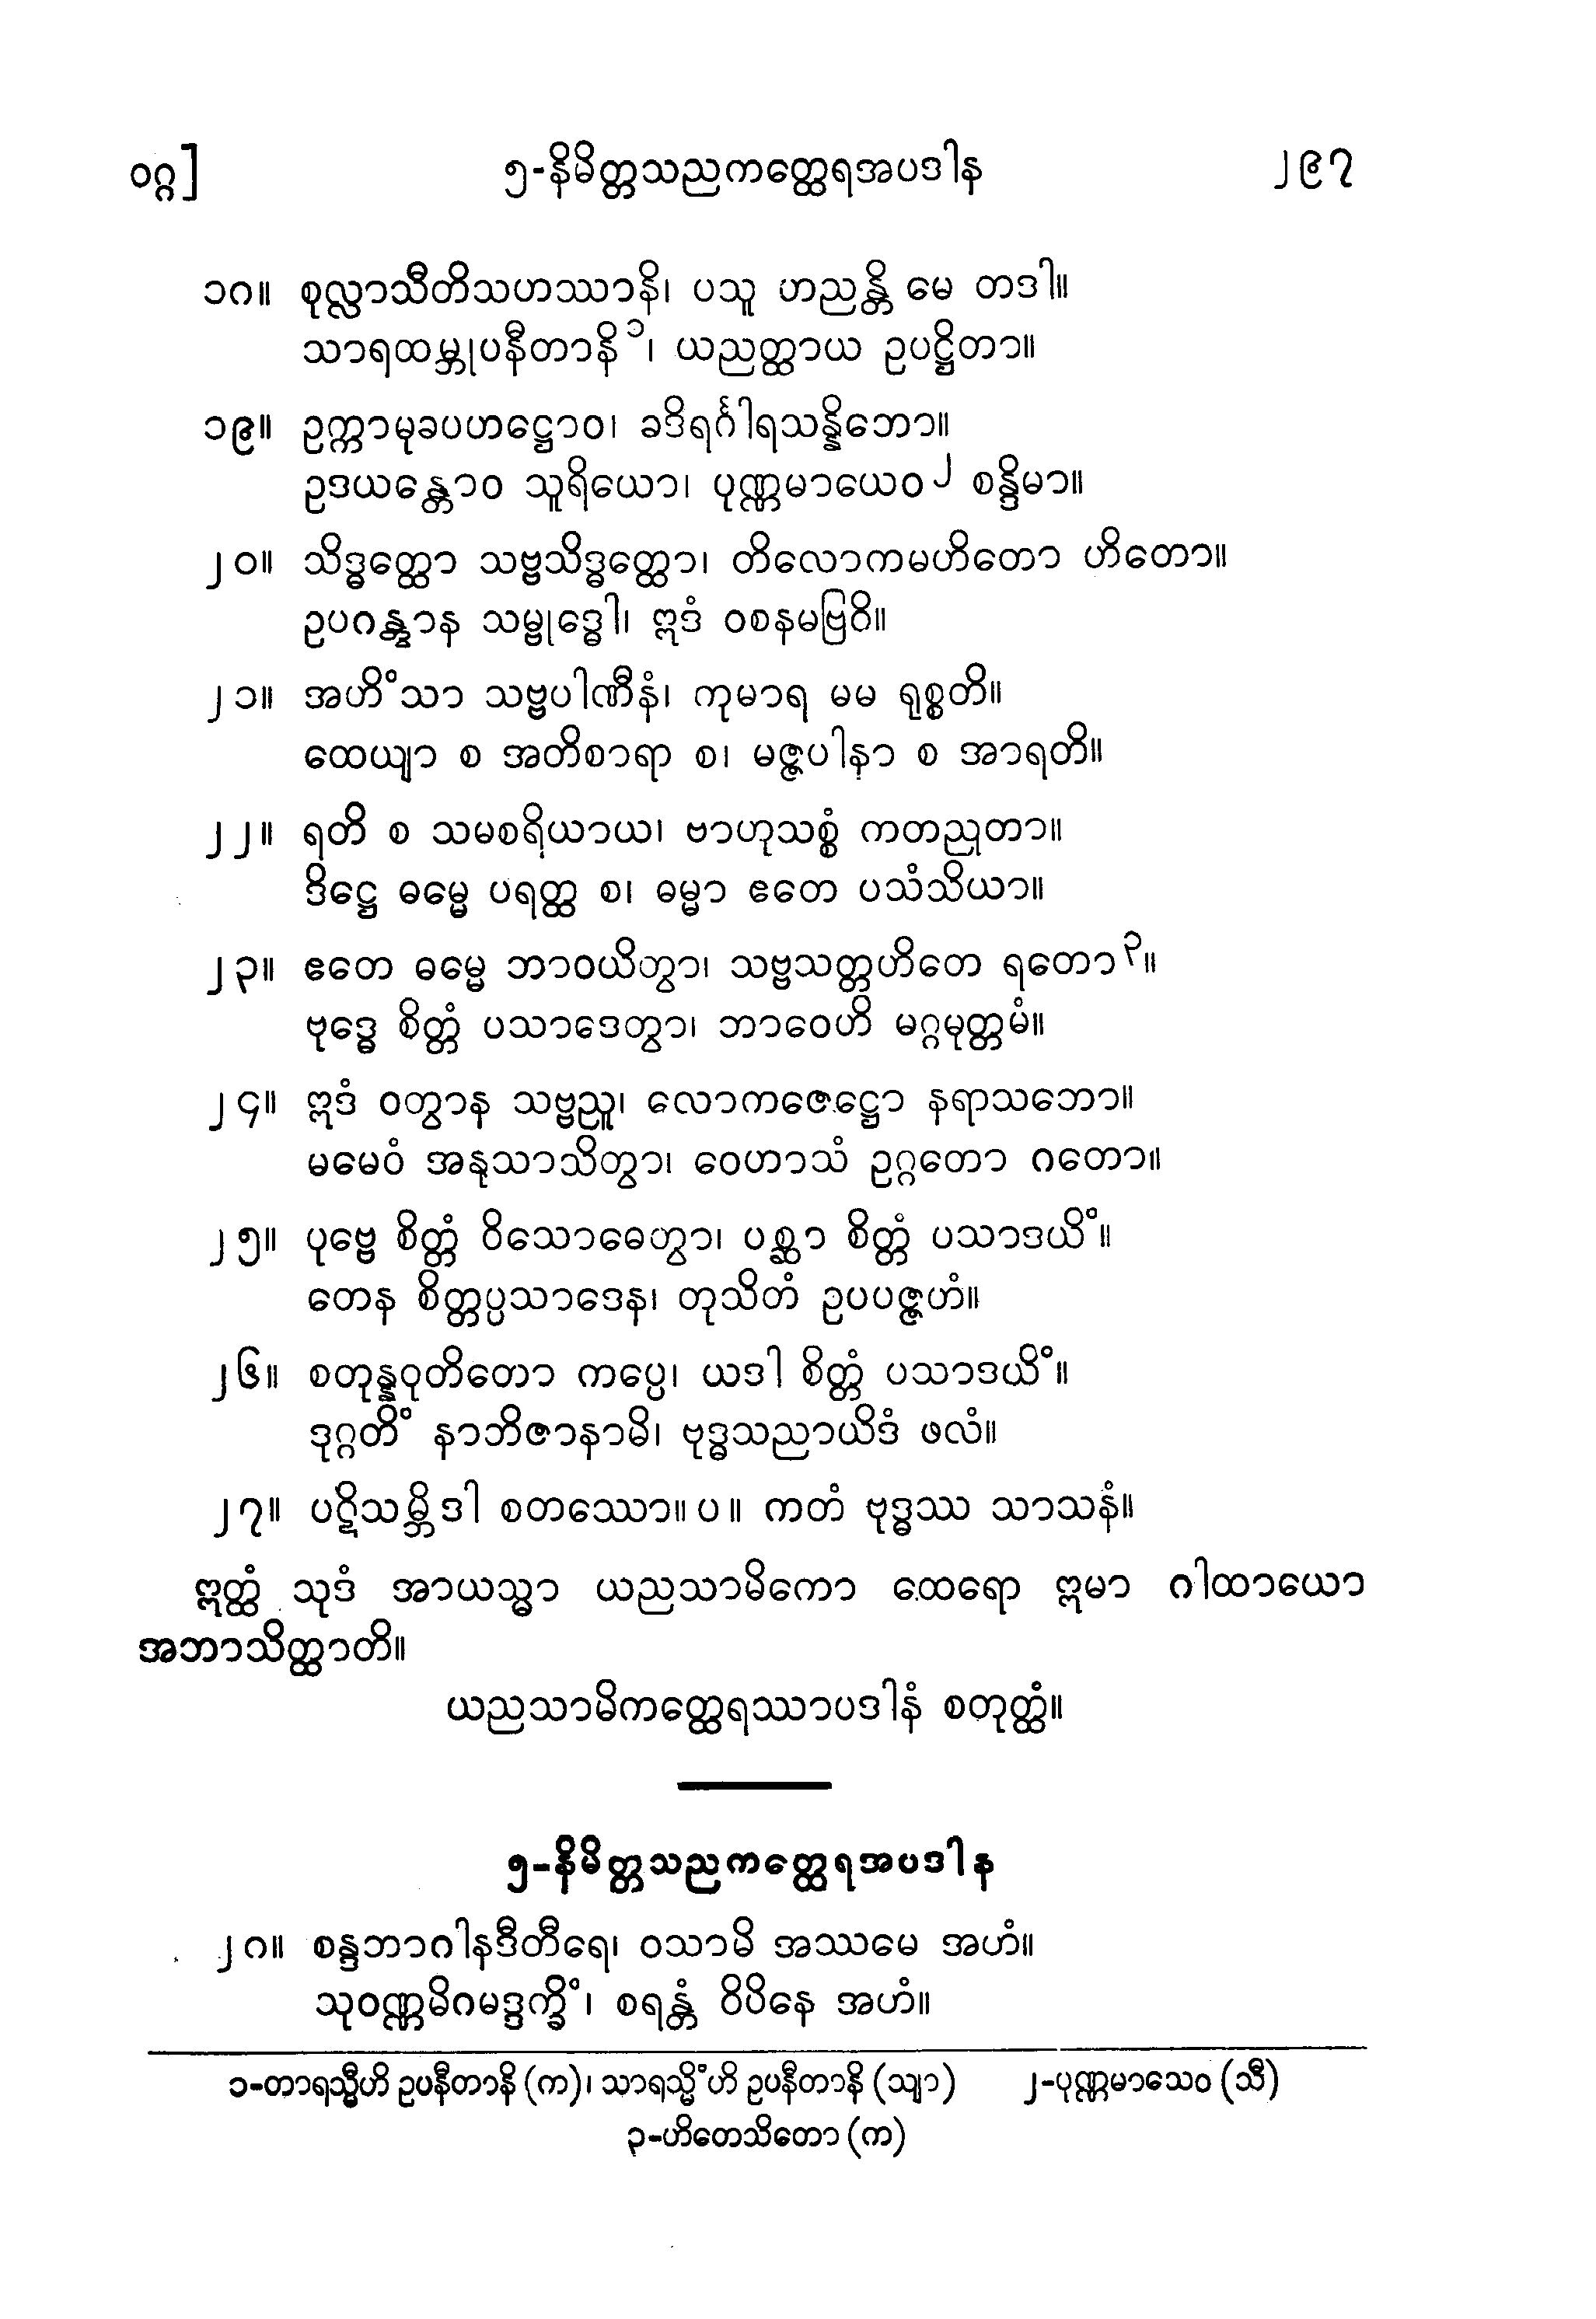 ဝဂ္ဂ]
၅-နိမိတ္တသညကတ္ထေရအပဒါန
၂၉၇
၁၈။ စုလ္လာသီတိသဟဿာနိ၊ ပသူ ဟညန္တိ မေ တဒါ။
သာရထမ္ဘုပနီတာနိ၁၊ ယညတ္ထာယ ဥပဋ္ဌိတာ။
၁၉။ ဥက္ကာမုခပဟဋ္ဌောဝ၊ ခဒိရင်္ဂါရသန္နိဘော။
ဥဒယန္တောဝ သူရိယော၊ ပုဏ္ဏမာယေဝ၂ စန္ဒိမာ။
၂၀။ သိဒ္ဓတ္ထော သဗ္ဗသိဒ္ဓတ္ထော၊ တိလောကမဟိတော ဟိတော။
ဥပဂန္တွာန သမ္ဗုဒ္ဓေါ၊ ဣဒံ ဝစနမဗြဝိ။
၂၁။ အဟိံသာ သဗ္ဗပါဏီနံ၊ ကုမာရ မမ ရုစ္စတိ။
ထေယျာ စ အတိစာရာ စ၊ မဇ္ဇပါနာ စ အာရတိ။
၂၂။ ရတိ စ သမစရိယာယ၊ ဗာဟုသစ္စံ ကတညုတာ။
ဒိဋ္ဌေ ဓမ္မေ ပရတ္ထ စ၊ ဓမ္မာ ဧတေ ပသံသိယာ။
၂၃။ ဧတေ ဓမ္မေ ဘာဝယိတွာ၊ သဗ္ဗသတ္တဟိတေ ရတော၃။
ဗုဒ္ဓေ စိတ္တံ ပသာဒေတွာ၊ ဘာဝေဟိ မဂ္ဂမုတ္တမံ။
၂၄။ ဣဒံ ဝတွာန သဗ္ဗညူ၊ လောကဇေဋ္ဌော နရာသဘော။
မမေဝံ အနုသာသိတွာ၊ ဝေဟာသံ ဥဂ္ဂတော ဂတော။
၂၅။ ပုဗ္ဗေ စိတ္တံ ဝိသောဓေတွာ၊ ပစ္ဆာ စိတ္တံ ပသာဒယိံ။
တေန စိတ္တပ္ပသာဒေန၊ တုသိတံ ဥပပဇ္ဇဟံ။
၂၆။ စတုန္နဝုတိတော ကပ္ပေ၊ ယဒါ စိတ္တံ ပသာဒယိံ။
ဒုဂ္ဂတိံ နာဘိဇာနာမိ၊ ဗုဒ္ဓသညာယိဒံ ဖလံ။
၂၇။ ပဋိသမ္ဘိဒါ စတဿော။ ပ။ ကတံ ဗုဒ္ဓဿ သာသနံ။
ဣတ္ထံ သုဒံ အာယသ္မာ ယညသာမိကော ထေရော ဣမာ ဂါထာယော
အဘာသိတ္ထာတိ။
ယညသာမိကတ္ထေရဿာပဒါနံ စတုတ္ထံ။
၅-နိမိတ္တသညကတ္ထေရအပဒါန
၂၈။ စန္ဒဘာဂါနဒီတီရေ၊ ဝသာမိ အဿမေ အဟံ။
သုဝဏ္ဏမိဂမဒ္ဒက္ခိံ၊ စရန္တံ ဝိပိနေ အဟံ။
၁-တာရသ္မီဟိ ဥပနီတာနိ (က)၊ သာရသ္မိံဟိ ဥပနီတာနိ (သျာ) ၂-ပုဏ္ဏမာသေဝ (သီ)
၃-ဟိတေသိတော (က)